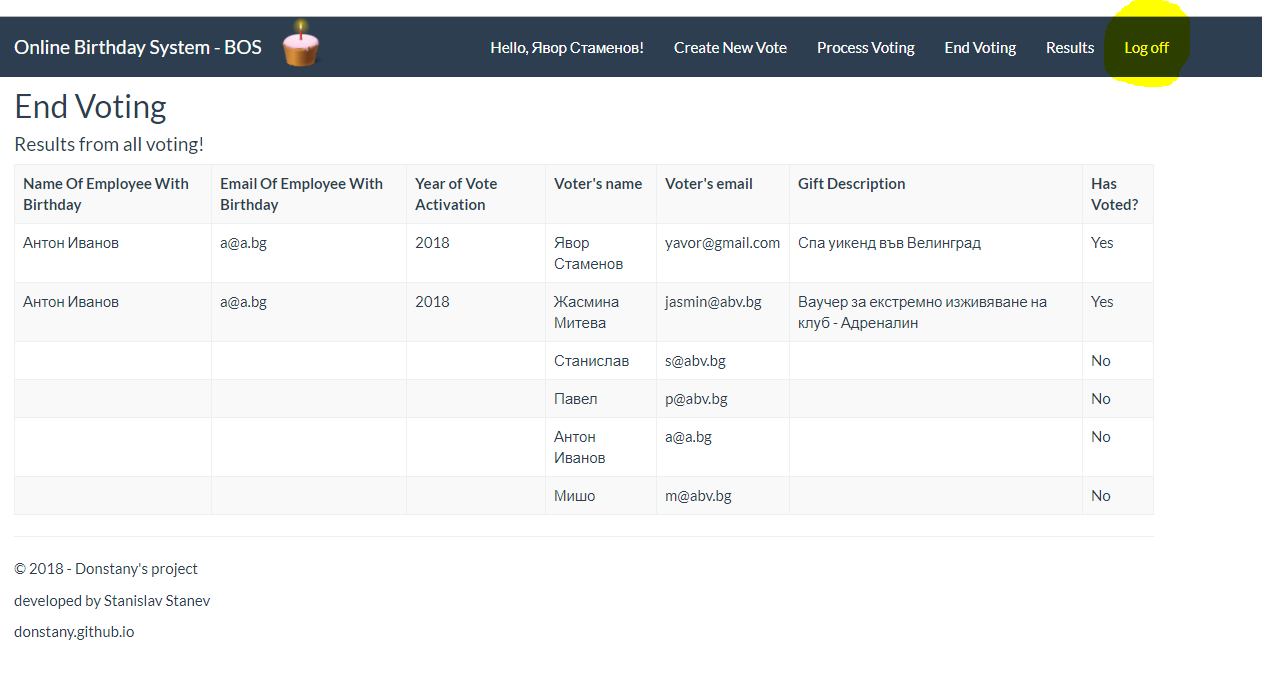 Online Birthday System - BOS
Hello, Явор Стаменов! Create New Vote Process Voting End Voting Results Log off
End Voting
Results from all voting!
Name Of Employee With Birthday Email Of Employee With Birthday Year of Vote Activation Voter's name Voter's email Gift Description Has Voted?
Антон Иванов a@a.bg 2018 Явор Стаменов yavor@gmail.com Спа уикенд във Велинград Yes
Антон Иванов a@a.bg 2018 Жасмина Митева jasmin@abv.bg Ваучер за екстремно изживяване на клуб - Адреналин Yes
Станислав s@abv.bg No
Павел p@abv.bg No
Антон Иванов a@a.bg No
Мишо m@abv.bg No
© 2018 - Donstany's project
developed by Stanislav Stanev
donstany.github.io